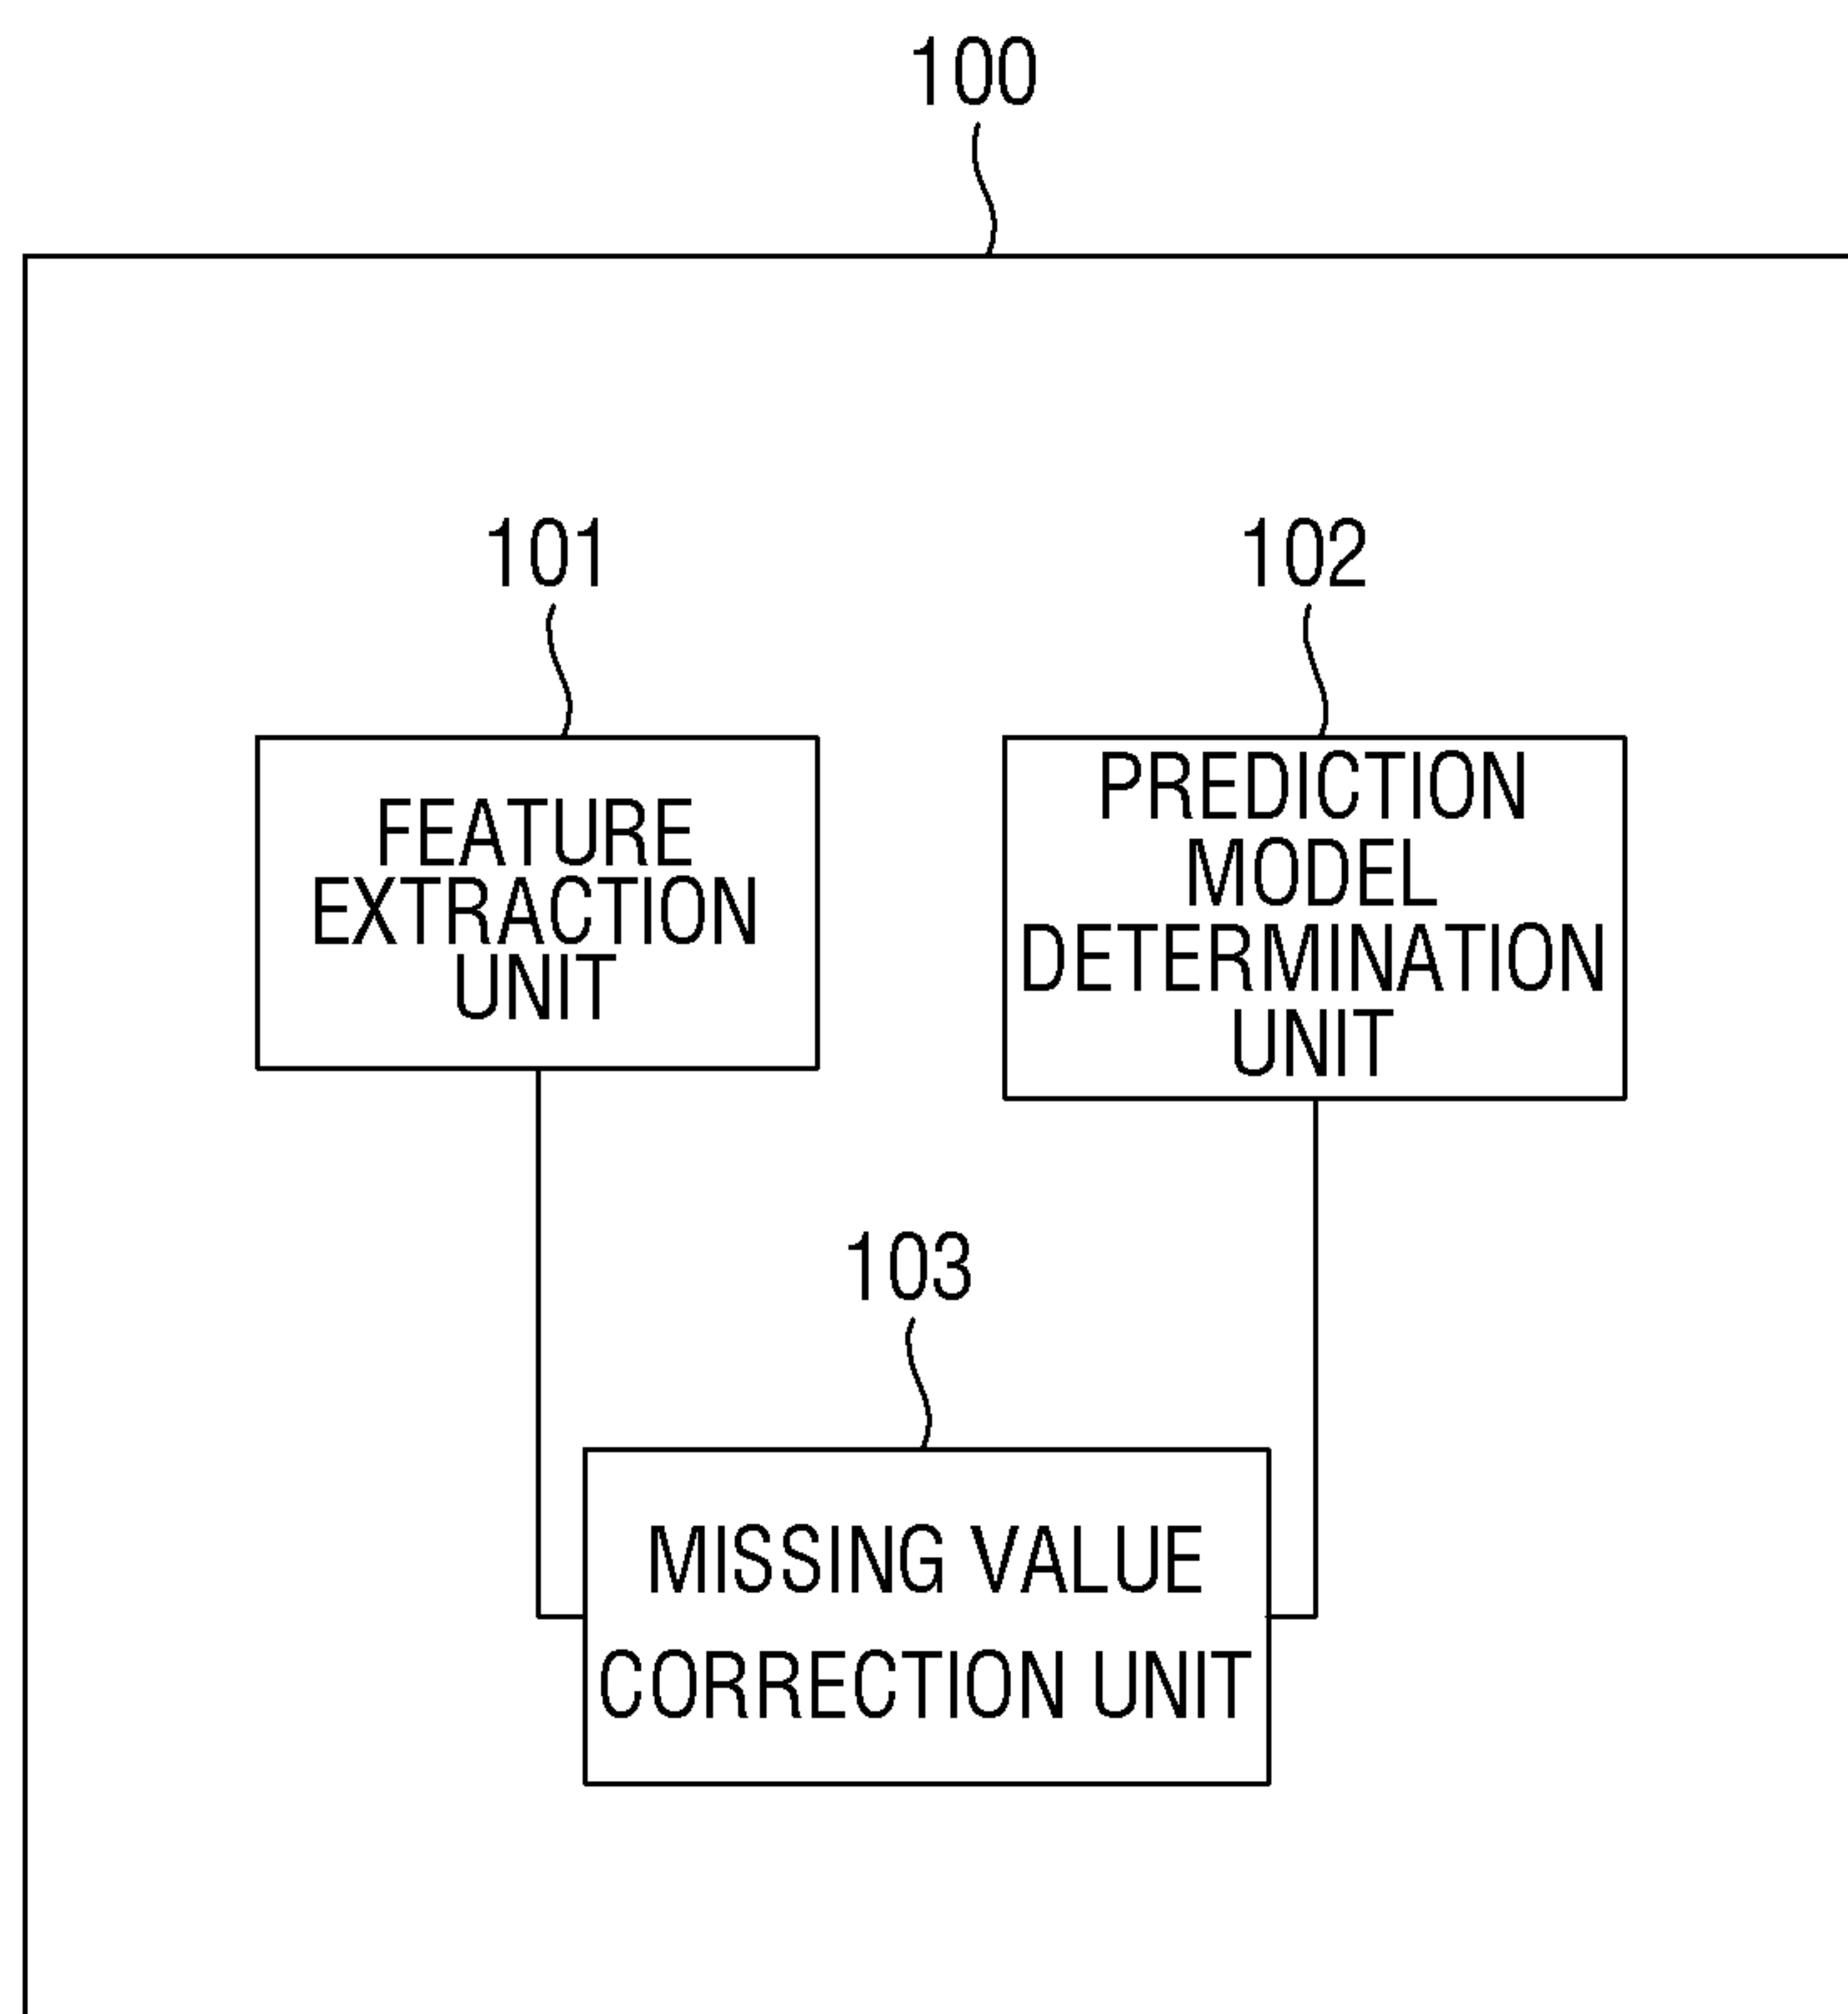 100
101
102
FEATURE
EXTRACTION
UNIT
PREDICTION
MODEL
DETERMINATION
UNIT
103
MISSING VALUE
CORRECTION UNIT